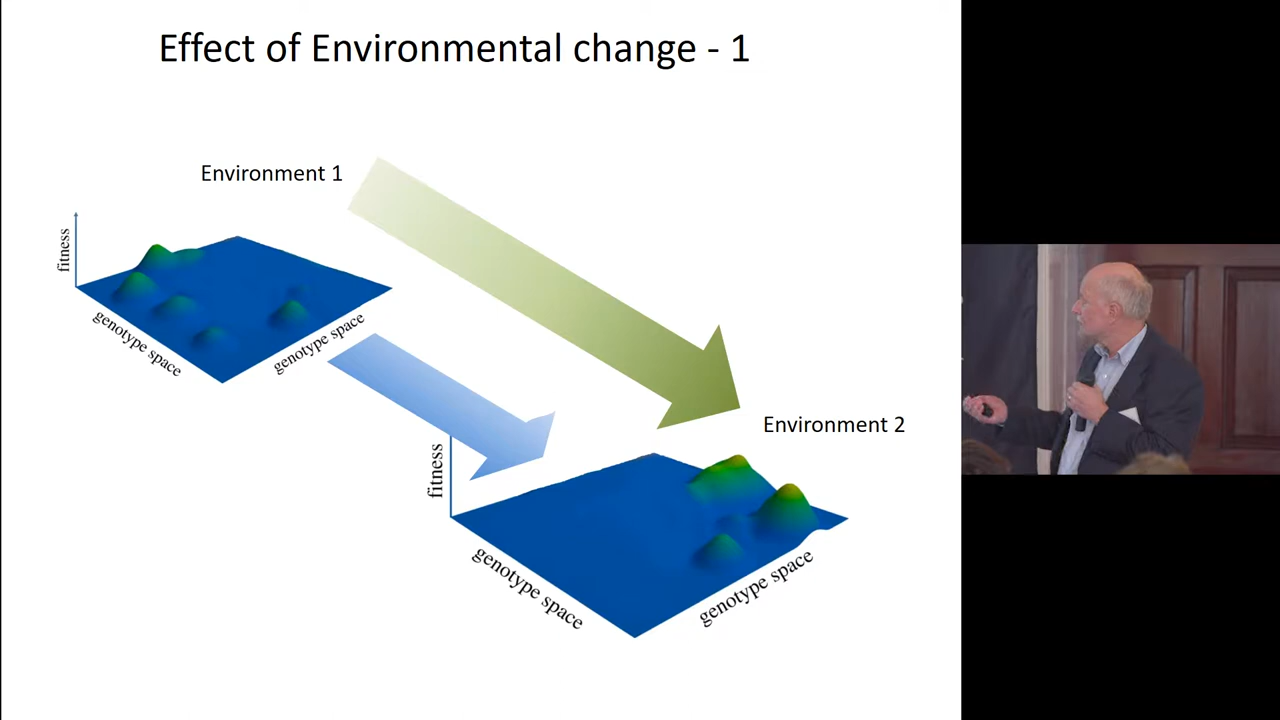 Effect of Environmental change - 1
Environment 1
fitness
genotype space
genotype space
Environment 2
fitness
genotype space
genotype space